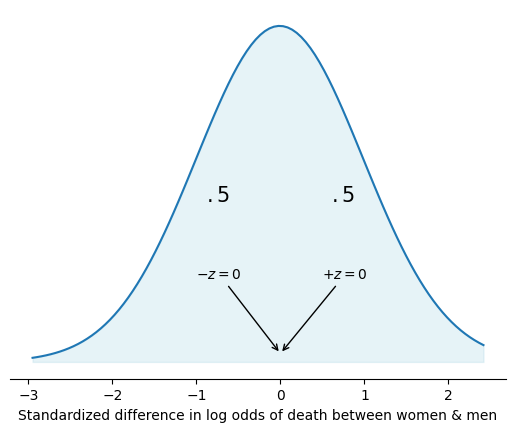 .5 .5
−z = 0 +z = 0
−3 −2 −1 0 1 2
Standardized difference in log odds of death between women & men